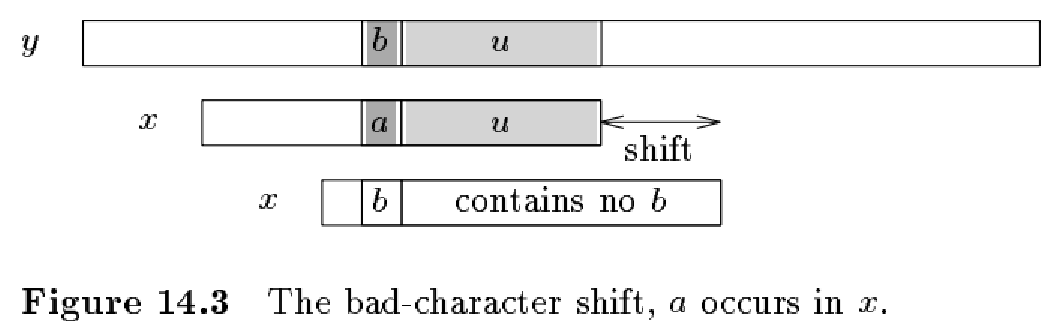 y b u
x a u
shift
x b contains no b
Figure 14.3 The bad-character shift, a occurs in x.